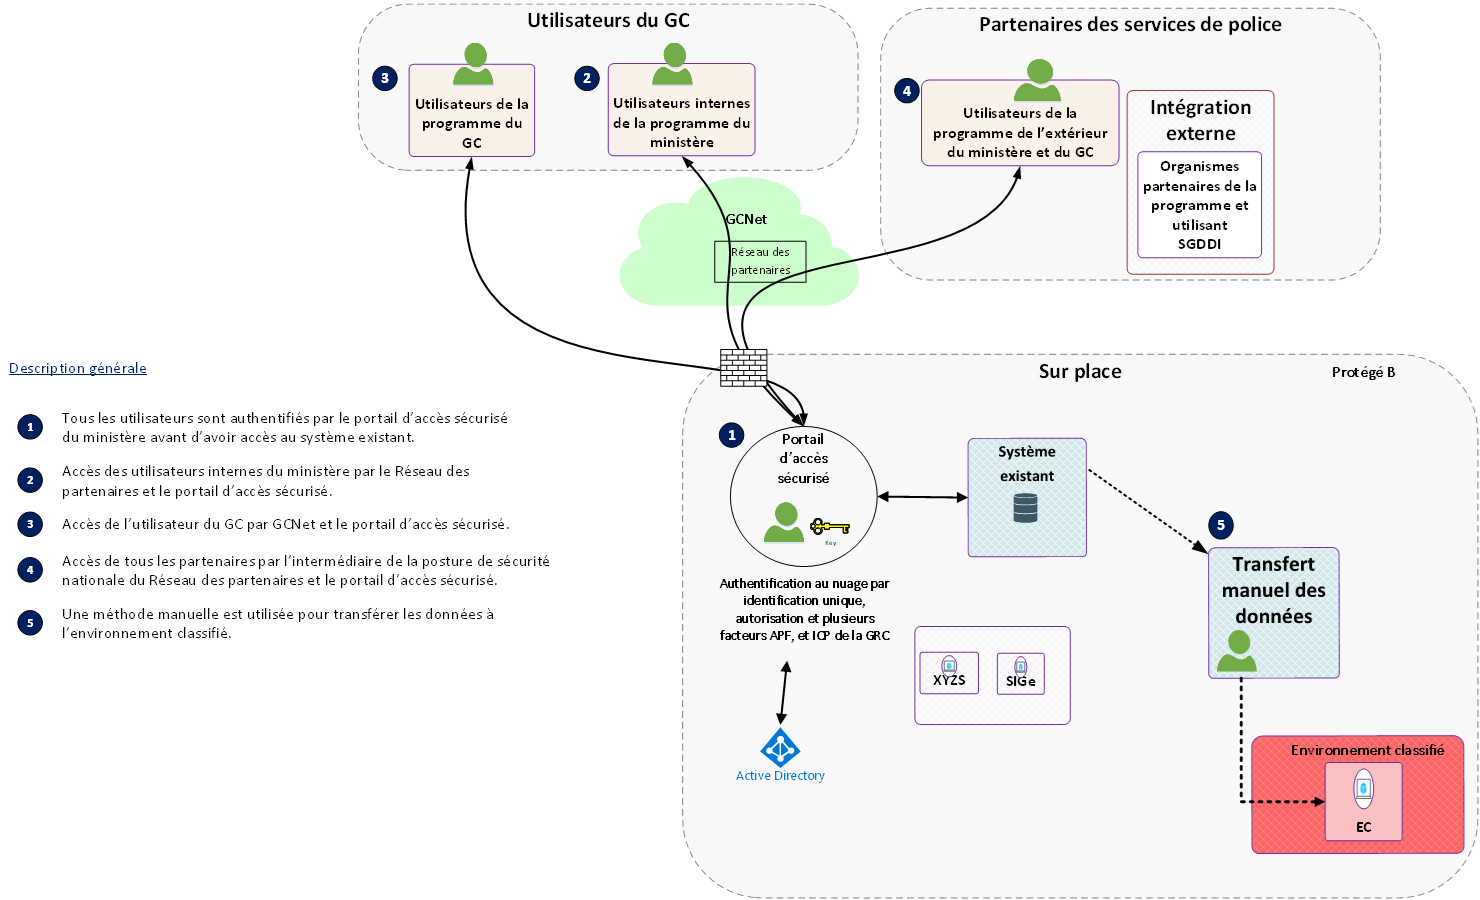 Utilisateurs du GC
3
Utilisateurs de la
programme du
GC
2
Utilisateurs internes
de la programme du
ministère
Partenaires des services de police
4
Utilisateurs de la
programme de l'extérieur
du ministère et du GC
Intégration
externe
Organismes
partenaires de la
programme et
utilisant
SGDDI
GCNet
Réseau des
partenaires
Description générale
1
Tous les utilisateurs sont authentifiés par le portail d'accès sécurisé
du ministère avant d'avoir accès au système existant.
2
Accès des utilisateurs internes du ministère par le Réseau des
partenaires et le portail d'accès sécurisé.
3
Accès de l'utilisateur du GC par GCNet et le portail d'accès sécurisé.
4
Accès de tous les partenaires par l'intermédiaire de la posture de sécurité
nationale du Réseau des partenaires et le portail d'accès sécurisé.
5
Une méthode manuelle est utilisée pour transférer les données à
l'environnement classifié.
Sur place
Protégé B
1
Portail
d'accès
sécurisé
Key
Authentification au nuage par
identification unique,
autorisation et plusieurs
facteurs APF, et ICP de la GRC
Active Directory
Système
existant
XYZS
SIGe
5
Transfert
manuel des
données
Environnement classifié
EC